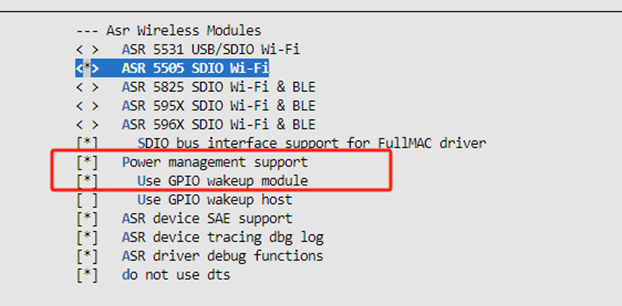 --- Asr Wireless Modules
< > ASR 5531 USB/SDIO Wi-Fi
<*> ASR 5505 SDIO Wi-Fi
< > ASR 5825 SDIO Wi-Fi & BLE
< > ASR 595X SDIO Wi-Fi & BLE
< > ASR 596X SDIO Wi-Fi & BLE
[*] SDIO bus interface support for FullMAC driver
[*] Power management support
[*] Use GPIO wakeup module
[ ] Use GPIO wakeup host
[*] ASR device SAE support
[*] ASR device tracing dbg log
[*] ASR driver debug functions
[*] do not use dts